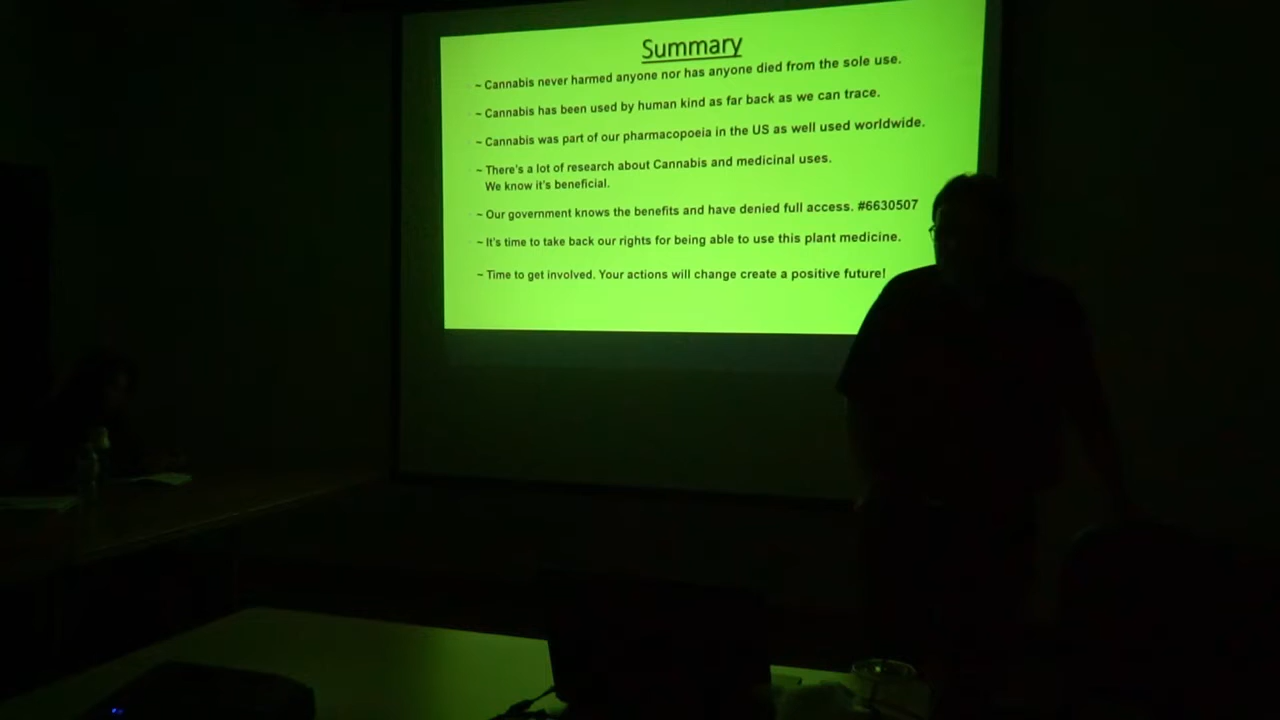 Summary
~ Cannabis never harmed anyone nor has anyone died from the sole use.
~ Cannabis has been used by human kind as far back as we can trace.
~ Cannabis was part of our pharmacopoeia in the US as well used worldwide.
~ There's a lot of research about Cannabis and medicinal uses.
We know it's beneficial.
~ Our government knows the benefits and have denied full access. #6630507
~ It's time to take back our rights for being able to use this plant medicine.
~ Time to get involved. Your actions will change create a positive future!